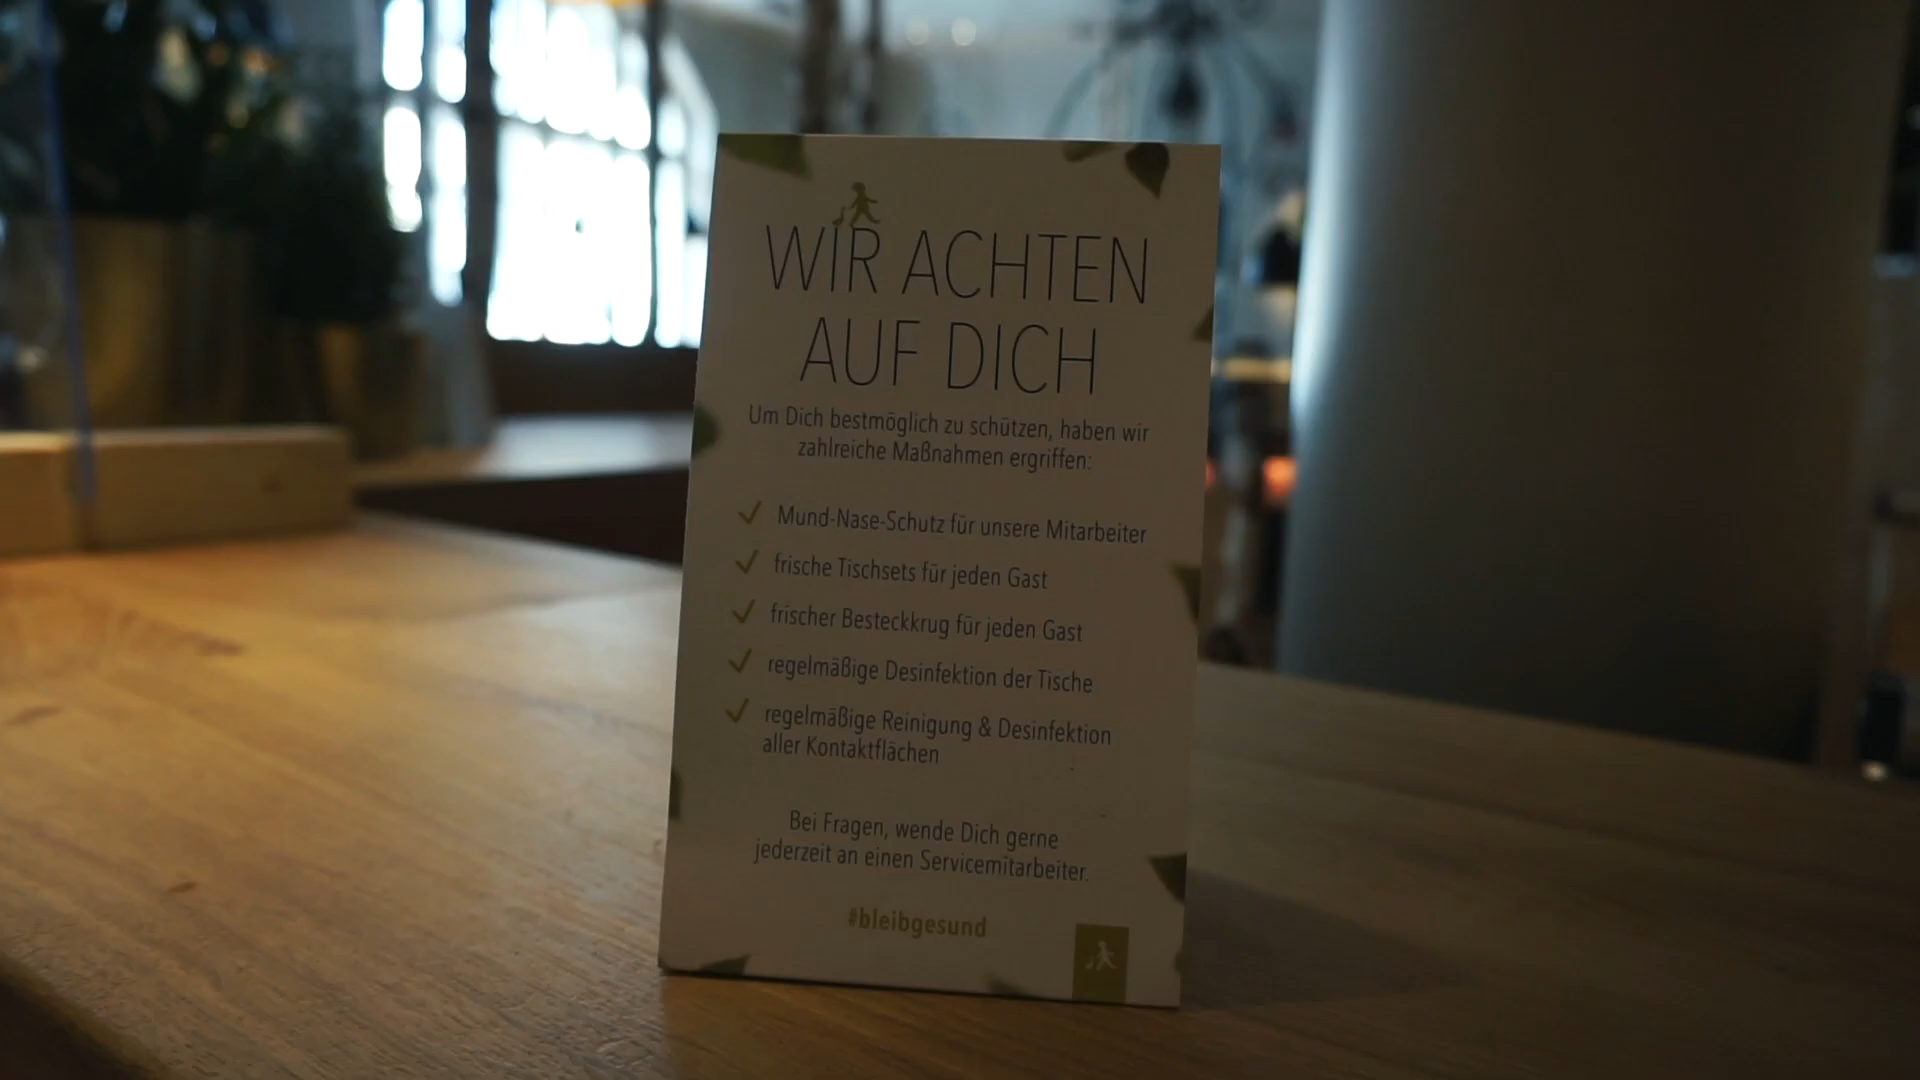 WIR ACHTEN
AUF DICH
Um Dich bestmöglich zu schützen, haben wir
zahlreiche Maßnahmen ergriffen:
Mund-Nase-Schutz für unsere Mitarbeiter
frische Tischsets für jeden Gast
frischer Besteckkrug für jeden Gast
regelmäßige Desinfektion der Tische
regelmäßige Reinigung & Desinfektion
aller Kontaktflächen
Bei Fragen, wende Dich gerne
jederzeit an einen Servicemitarbeiter.
#bleibgesund